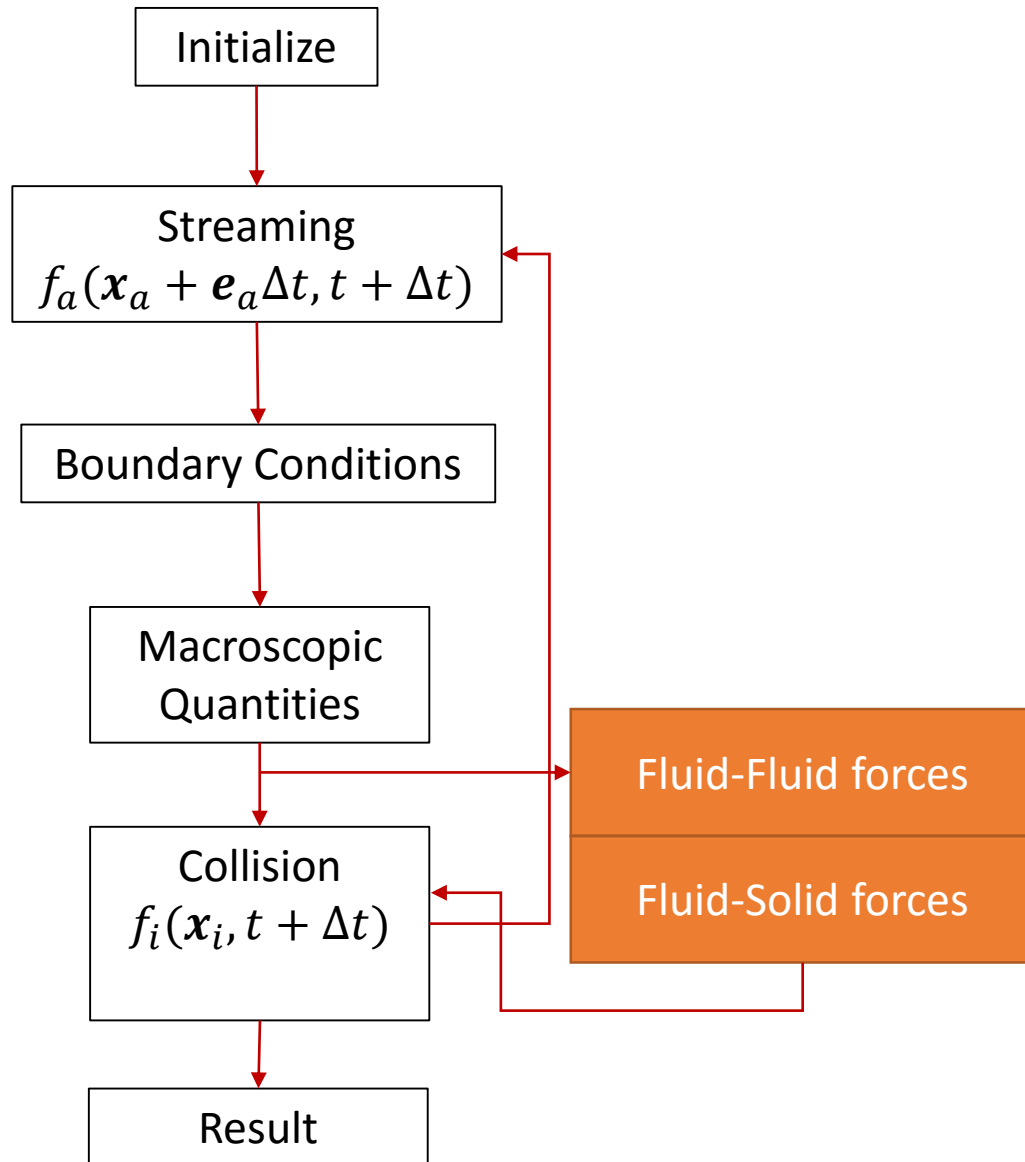 Initialize
Streaming
𝑓ₐ(𝒙ₐ + 𝒆ₐΔ𝑡, 𝑡 + Δ𝑡)
Boundary Conditions
Macroscopic
Quantities
Fluid-Fluid forces
Collision
𝑓ᵢ(𝒙ᵢ, 𝑡 + Δ𝑡)
Fluid-Solid forces
Result